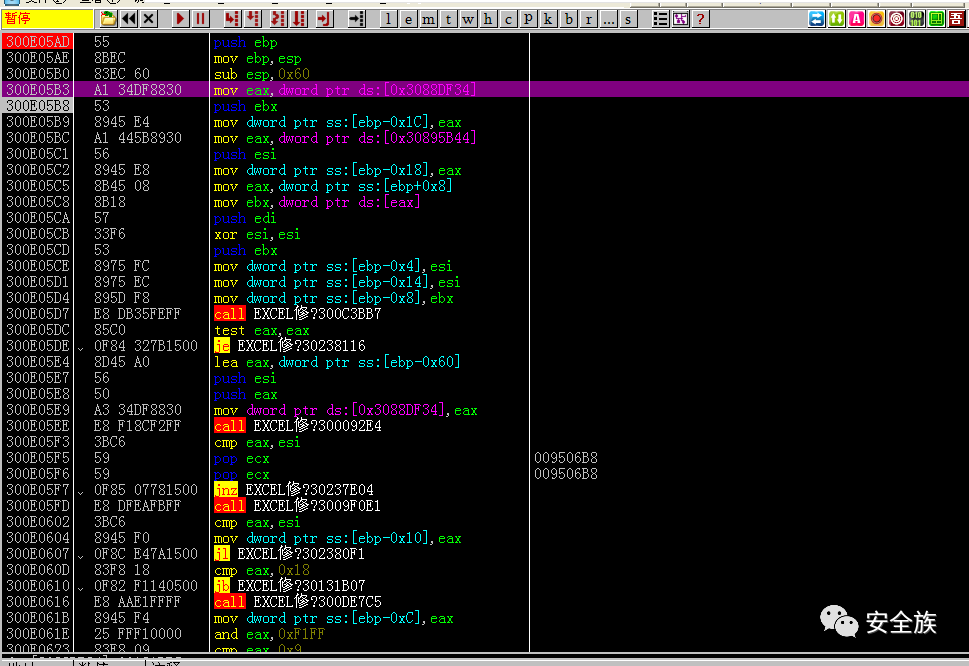 暂停
l e m t w h c p k b r ... s
?
300E05AD 55 push ebp
300E05AE 8BEC mov ebp,esp
300E05B0 83EC 60 sub esp,0x60
300E05B3 A1 34DF8830 mov eax,dword ptr ds:[0x3088DF34]
300E05B8 53 push ebx
300E05B9 8945 E4 mov dword ptr ss:[ebp-0x1C],eax
300E05BC A1 445B8930 mov eax,dword ptr ds:[0x30895B44]
300E05C1 56 push esi
300E05C2 8945 E8 mov dword ptr ss:[ebp-0x18],eax
300E05C5 8B45 08 mov eax,dword ptr ss:[ebp+0x8]
300E05C8 8B18 mov ebx,dword ptr ds:[eax]
300E05CA 57 push edi
300E05CB 33F6 xor esi,esi
300E05CD 53 push ebx
300E05CE 8975 FC mov dword ptr ss:[ebp-0x4],esi
300E05D1 8975 EC mov dword ptr ss:[ebp-0x14],esi
300E05D4 895D F8 mov dword ptr ss:[ebp-0x8],ebx
300E05D7 E8 DB35FEFF call EXCEL修?300C3BB7
300E05DC 85C0 test eax,eax
300E05DE 0F84 327B1500 je EXCEL修?30238116
300E05E4 8D45 A0 lea eax,dword ptr ss:[ebp-0x60]
300E05E7 56 push esi
300E05E8 50 push eax
300E05E9 A3 34DF8830 mov dword ptr ds:[0x3088DF34],eax
300E05EE E8 F18CF2FF call EXCEL修?300092E4
300E05F3 3BC6 cmp eax,esi
300E05F5 59 pop ecx 009506B8
300E05F6 59 pop ecx 009506B8
300E05F7 0F85 07781500 jnz EXCEL修?30237E04
300E05FD E8 DFEAFBFF call EXCEL修?3009F0E1
300E0602 3BC6 cmp eax,esi
300E0604 8945 F0 mov dword ptr ss:[ebp-0x10],eax
300E0607 0F8C E47A1500 jl EXCEL修?302380F1
300E060D 83F8 18 cmp eax,0x18
300E0610 0F82 F1140500 jb EXCEL修?30131B07
300E0616 E8 AAE1FFFF call EXCEL修?300DE7C5
300E061B 8945 F4 mov dword ptr ss:[ebp-0xC],eax
300E061E 25 FFF10000 and eax,0xF1FF
300E0623 83F8 09 cmp eax,0x9
安全族